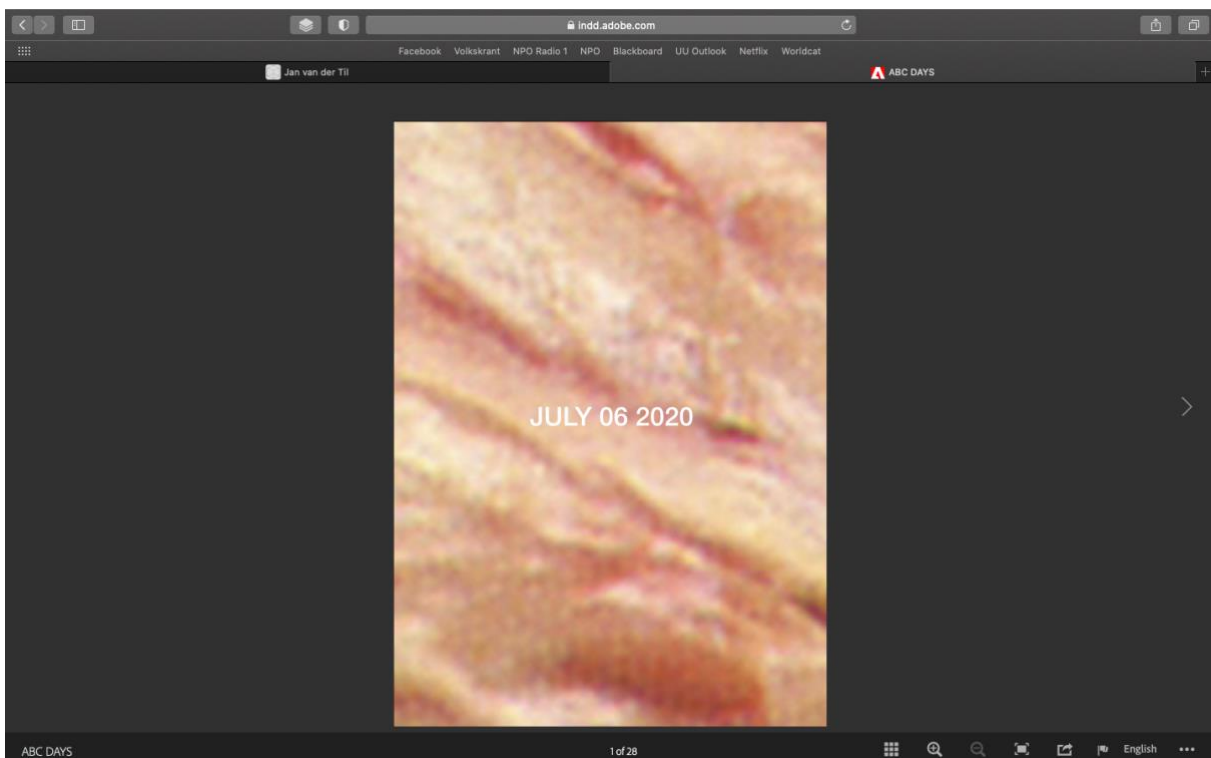 indd.adobe.com
Facebook Volkskrant NPO Radio 1 NPO Blackboard UU Outlook Netflix Worldcat
Jan van der Til ABC DAYS
JULY 06 2020
ABC DAYS 1 of 28 English